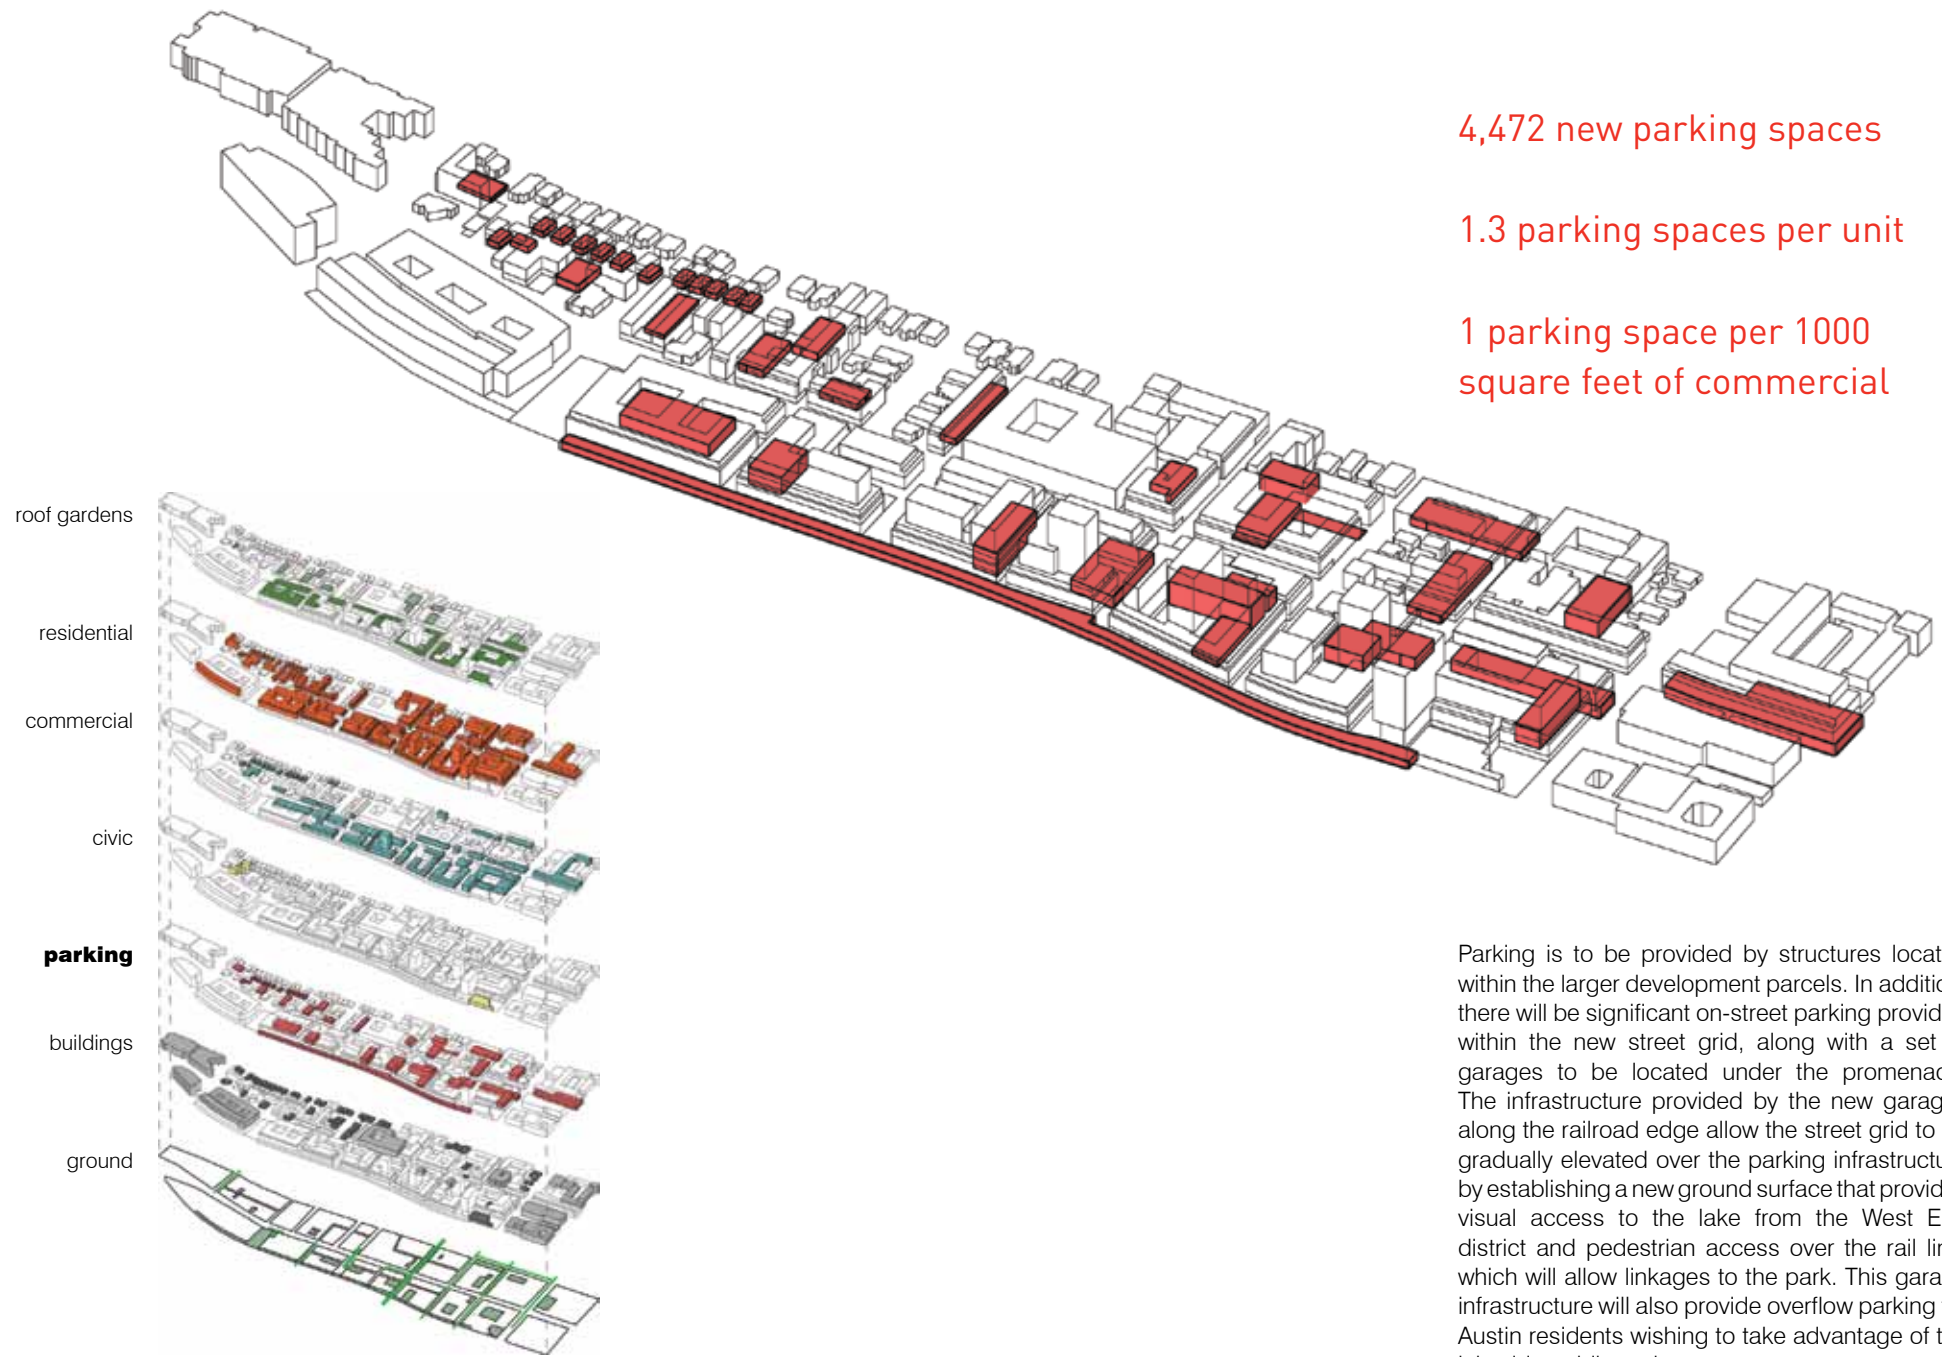 4,472 new parking spaces
1.3 parking spaces per unit
1 parking space per 1000
square feet of commercial
roof gardens
residential
commercial
civic
parking
buildings
ground
Parking is to be provided by structures locat
within the larger development parcels. In additio
there will be significant on-street parking provid
within the new street grid, along with a set
garages to be located under the promenad
The infrastructure provided by the new garag
along the railroad edge allow the street grid to
gradually elevated over the parking infrastructu
by establishing a new ground surface that provid
visual access to the lake from the West E
district and pedestrian access over the rail lin
which will allow linkages to the park. This gara
infrastructure will also provide overflow parking
Austin residents wishing to take advantage of t